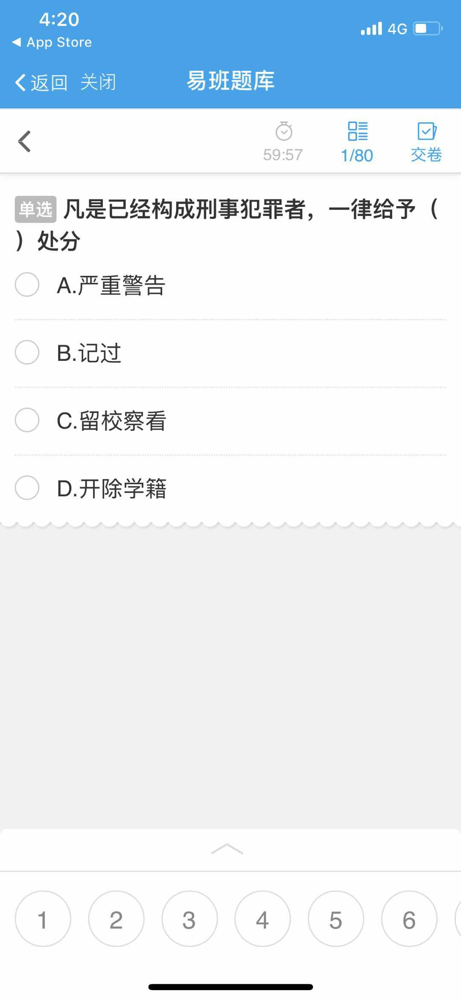 4:20
4G
◀ App Store
返回 关闭 易班题库
59:57 1/80 交卷
单选 凡是已经构成刑事犯罪者，一律给予（
）处分
A.严重警告
B.记过
C.留校察看
D.开除学籍
1 2 3 4 5 6